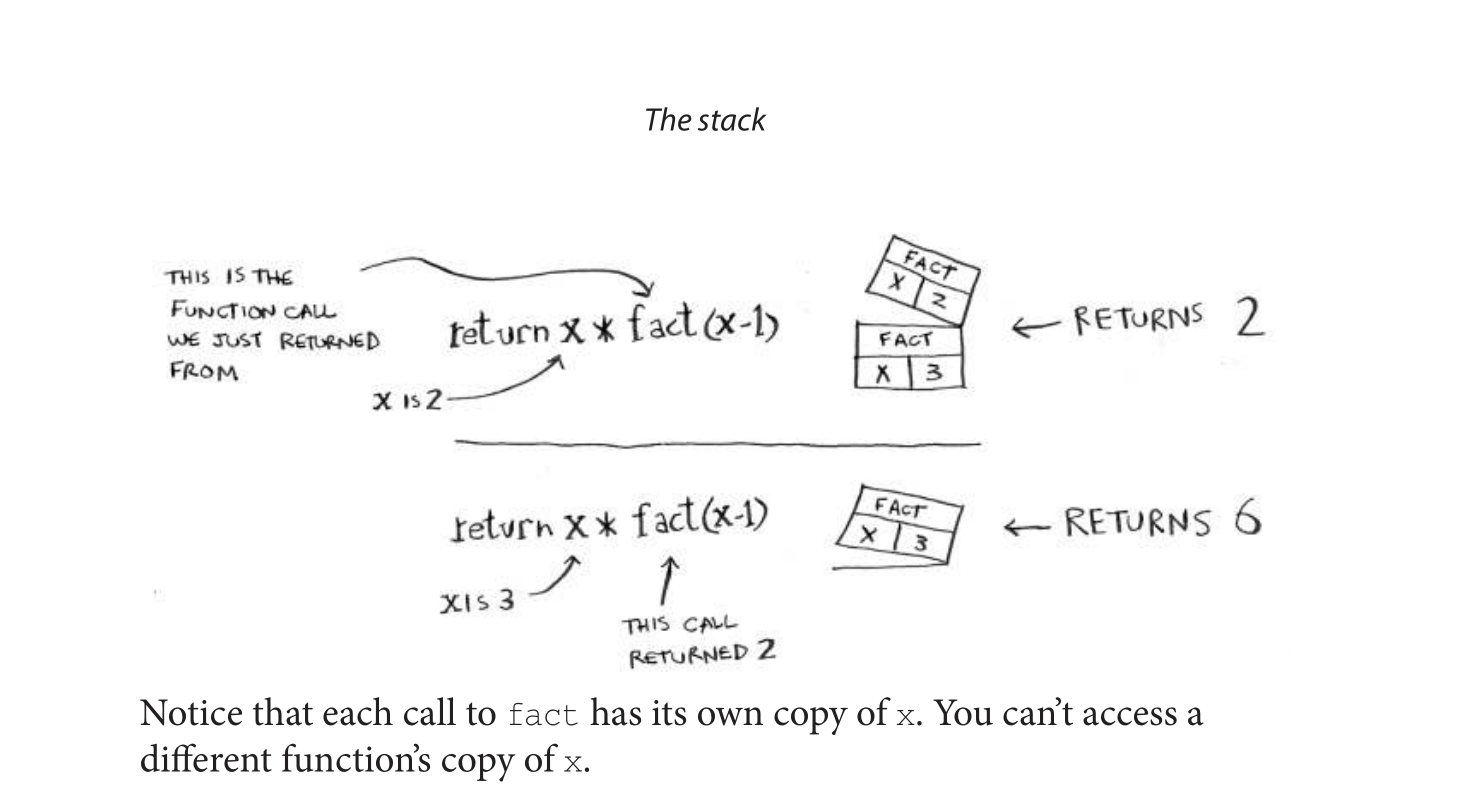 The stack
THIS IS THE
FUNCTION CALL
WE JUST RETURNED
FROM
return x * fact(x-1)
X IS 2
FACT
X 2
FACT
X 3
← RETURNS 2
return x * fact(x-1)
X IS 3
THIS CALL
RETURNED 2
FACT
X 3
← RETURNS 6
Notice that each call to fact has its own copy of x. You can’t access a
different function’s copy of x.